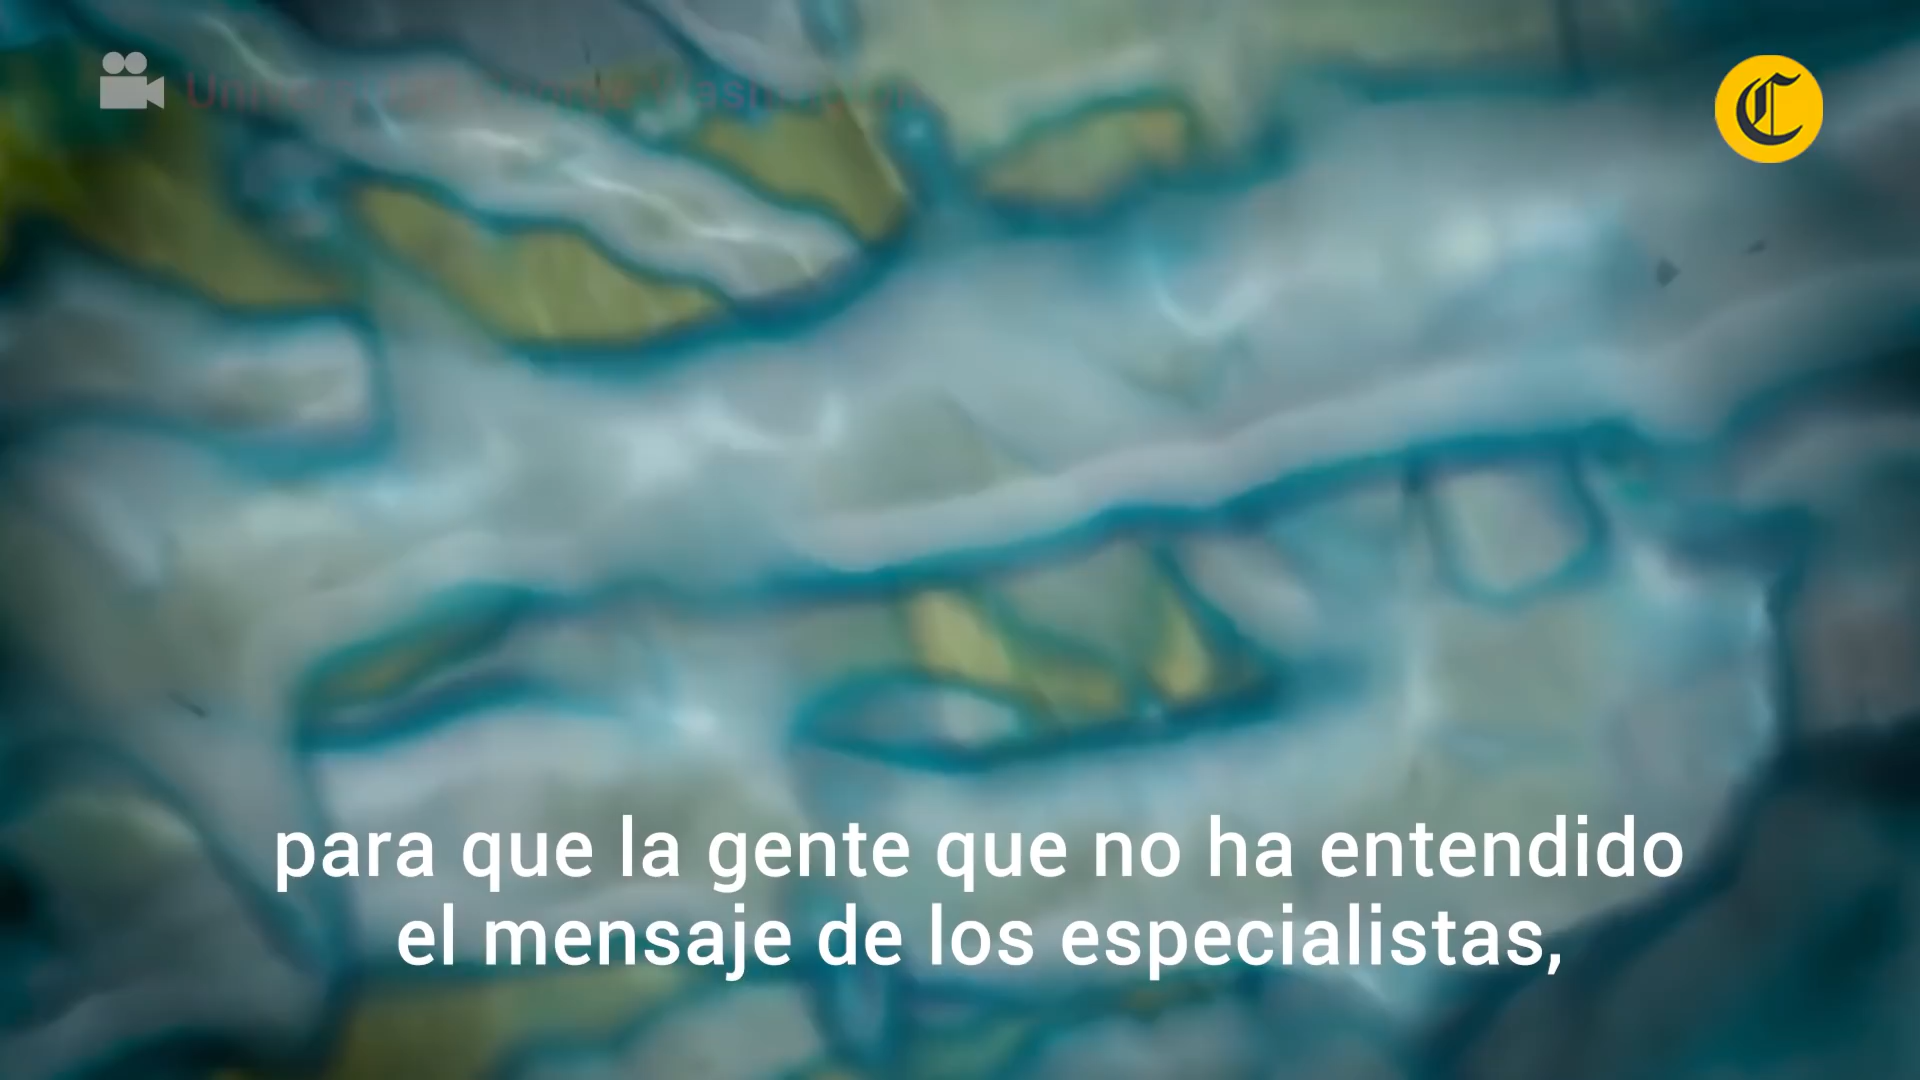 para que la gente que no ha entendido
el mensaje de los especialistas,